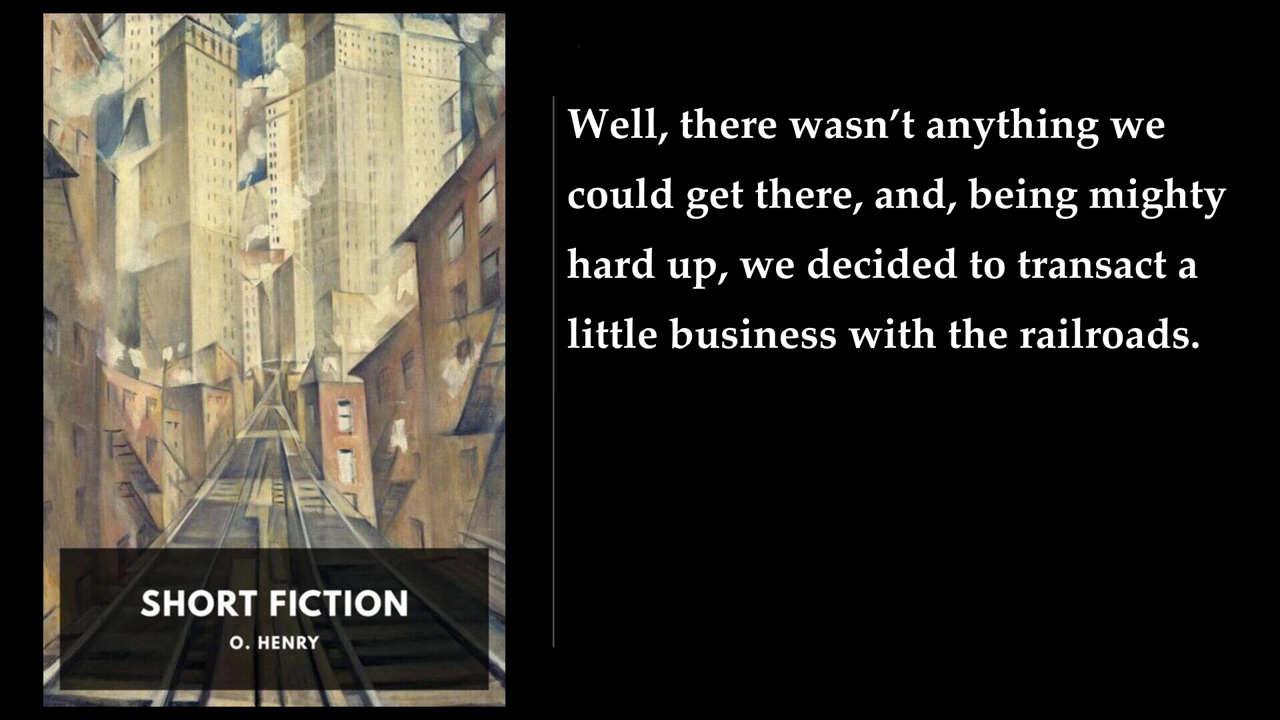 SHORT FICTION
O. HENRY
Well, there wasn’t anything we
could get there, and, being mighty
hard up, we decided to transact a
little business with the railroads.